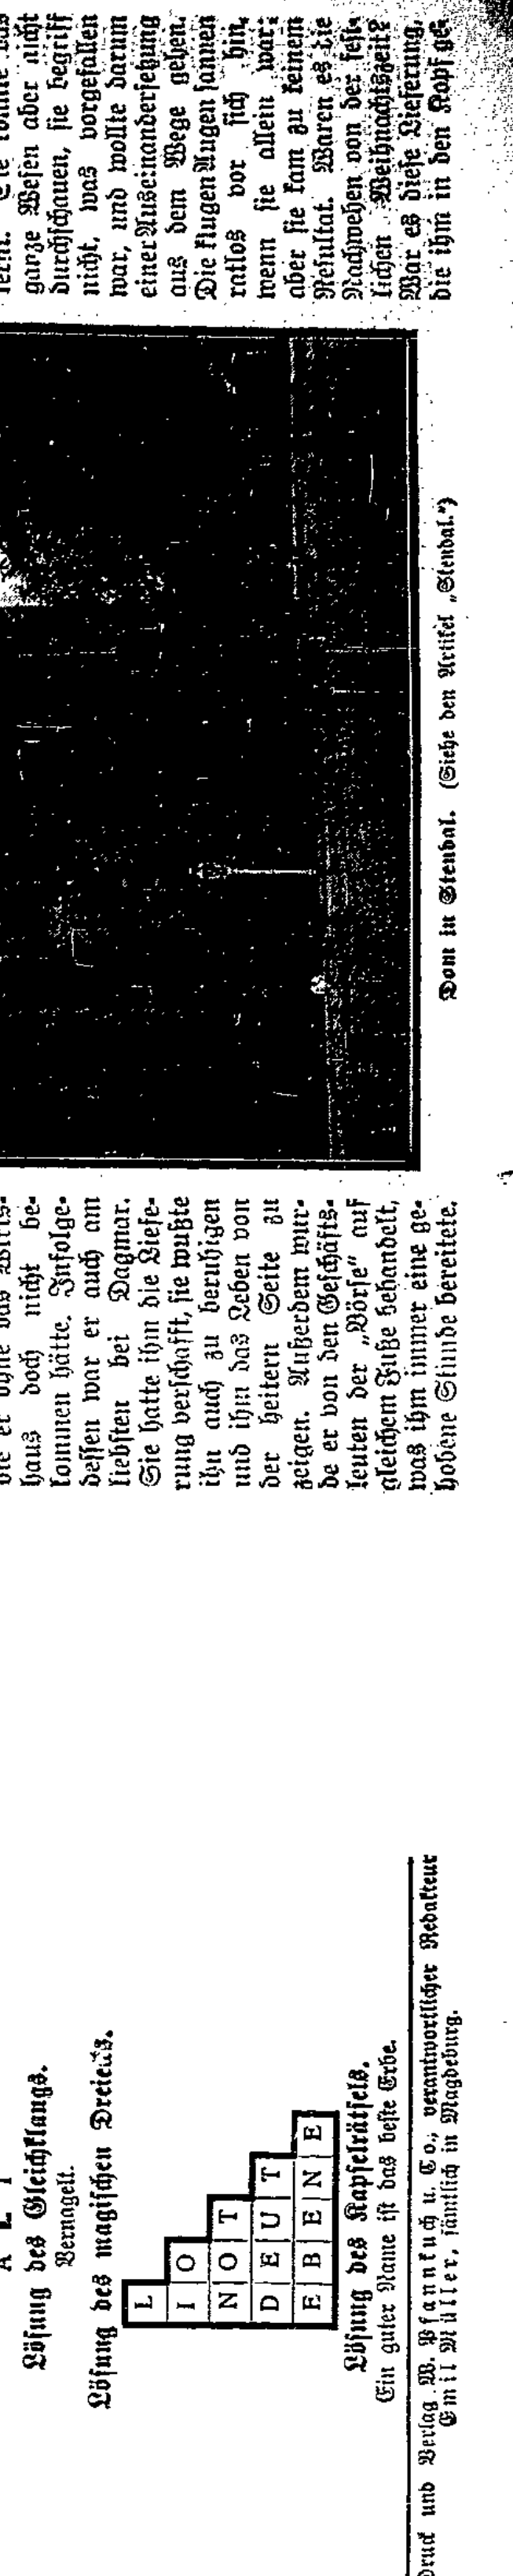 A L T
Lösung des Gleichklangs.
Vernagelt.
Lösung des magischen Dreiecks.
L
I O
N O T
D E U T
E B E N E
Lösung des Kapselrätsels.
Ein guter Name ist das beste Erbe.
Druck und Verlag W. Pfannkuch u. Co., verantwortlicher Redakteur
Emil Müller, sämtlich in Magdeburg.
die er ohne das Wirts-
haus doch nicht be-
kommen hätte. Infolge-
dessen war er auch am
liebsten bei Dagmar.
Sie hatte ihm die Liefe-
rung verschafft, sie wußte
ihn auch zu beruhigen
und ihm das Leben von
der heitern Seite zu
zeigen. Außerdem wur-
de er von den Geschäfts-
leuten der „Börse“ auf
gleichem Fuße behandelt,
was ihm immer eine ge-
hobene Stunde bereitete.
Dom in Stendal. (Siehe den Artikel „Stendal.“)
ganze Wesen aber nicht
durchschauen, sie begriff
nicht, was vorgefallen
war, und wollte darum
einer Auseinandersetzung
aus dem Wege gehen.
Die klugen Augen sannen
ratlos vor sich hin,
wenn sie allein war;
aber sie kam zu keinem
Resultat. Waren es die
Nachwehen von der fest-
lichen Weihnachtszeit?
War es diese Lieferung,
die ihm in den Kopf ge-